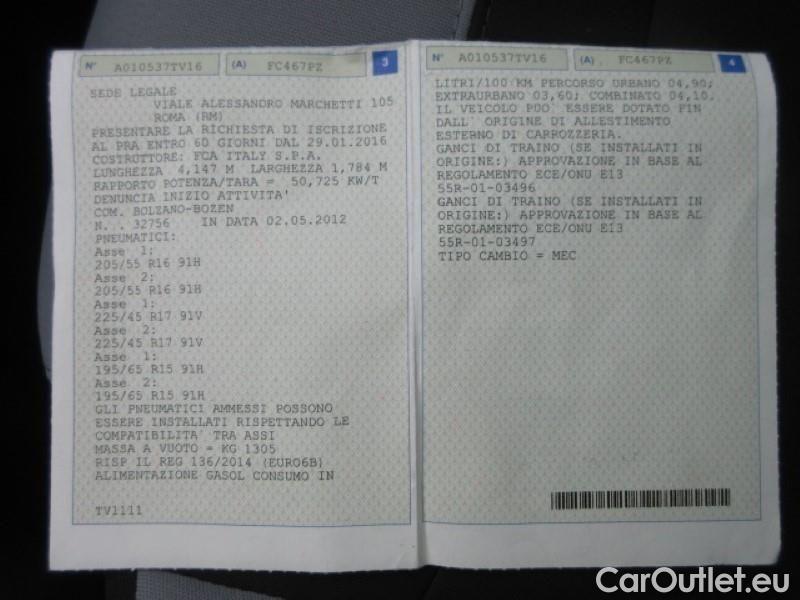 N° A010537TV16 (A) FC467PZ 3
SEDE LEGALE
VIALE ALESSANDRO MARCHETTI 105
ROMA (RM)
PRESENTARE LA RICHIESTA DI ISCRIZIONE
AL PRA ENTRO 60 GIORNI DAL 29.01.2016
COSTRUTTORE: FCA ITALY S.P.A.
LUNGHEZZA 4,147 M LARGHEZZA 1,784 M
RAPPORTO POTENZA/TARA = 50,725 KW/T
DENUNCIA INIZIO ATTIVITA'
COM. BOLZANO-BOZEN
N. . 32756 IN DATA 02.05.2012
PNEUMATICI:
Asse 1:
205/55 R16 91H
Asse 2:
205/55 R16 91H
Asse 1:
225/45 R17 91V
Asse 2:
225/45 R17 91V
Asse 1:
195/65 R15 91H
Asse 2:
195/65 R15 91H
GLI PNEUMATICI AMMESSI POSSONO
ESSERE INSTALLATI RISPETTANDO LE
COMPATIBILITA' TRA ASSI
MASSA A VUOTO = KG 1305
RISP IL REG 136/2014 (EURO6B)
ALIMENTAZIONE GASOL CONSUMO IN
TV1111
N° A010537TV16 (A) FC467PZ 4
LITRI/100 KM PERCORSO URBANO 04,90;
EXTRAURBANO 03,60; COMBINATO 04,10.
IL VEICOLO PUO' ESSERE DOTATO FIN
DALL' ORIGINE DI ALLESTIMENTO
ESTERNO DI CARROZZERIA.
GANCI DI TRAINO (SE INSTALLATI IN
ORIGINE:) APPROVAZIONE IN BASE AL
REGOLAMENTO ECE/ONU E13
55R-01-03496
GANCI DI TRAINO (SE INSTALLATI IN
ORIGINE:) APPROVAZIONE IN BASE AL
REGOLAMENTO ECE/ONU E13
55R-01-03497
TIPO CAMBIO = MEC
CarOutlet.eu